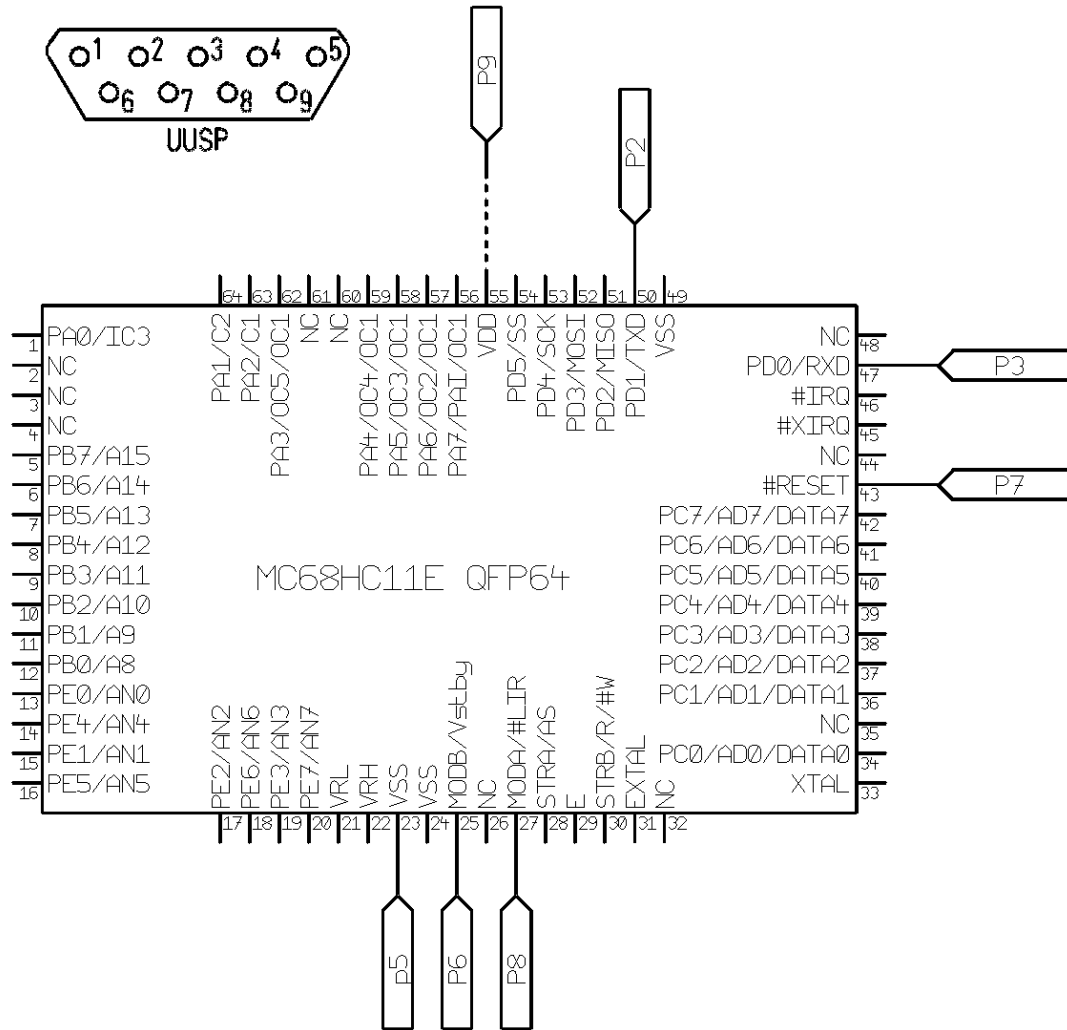 1 2 3 4 5
6 7 8 9
UUSP
P9
P2
64 63 62 61 60 59 58 57 56 55 54 53 52 51 50 49
PA1/C2
PA2/C1
PA3/OC5/OC1
NC
NC
PA4/OC4/OC1
PA5/OC3/OC1
PA6/OC2/OC1
PA7/PAI/OC1
VDD
PD5/SS
PD4/SCK
PD3/MOSI
PD2/MISO
PD1/TXD
VSS
1 PA0/IC3
2 NC
3 NC
4 NC
5 PB7/A15
6 PB6/A14
7 PB5/A13
8 PB4/A12
9 PB3/A11
10 PB2/A10
11 PB1/A9
12 PB0/A8
13 PE0/AN0
14 PE4/AN4
15 PE1/AN1
16 PE5/AN5
MC68HC11E QFP64
NC 48
PD0/RXD 47 P3
#IRQ 46
#XIRQ 45
NC 44
#RESET 43 P7
PC7/AD7/DATA7 42
PC6/AD6/DATA6 41
PC5/AD5/DATA5 40
PC4/AD4/DATA4 39
PC3/AD3/DATA3 38
PC2/AD2/DATA2 37
PC1/AD1/DATA1 36
NC 35
PC0/AD0/DATA0 34
XTAL 33
PE2/AN2
PE6/AN6
PE3/AN3
PE7/AN7
VRL
VRH
VSS
VSS
MODB/Vstby
NC
MODA/#LIR
STRA/AS
E
STRB/R/#W
EXTAL
NC
17 18 19 20 21 22 23 24 25 26 27 28 29 30 31 32
P5
P6
P8